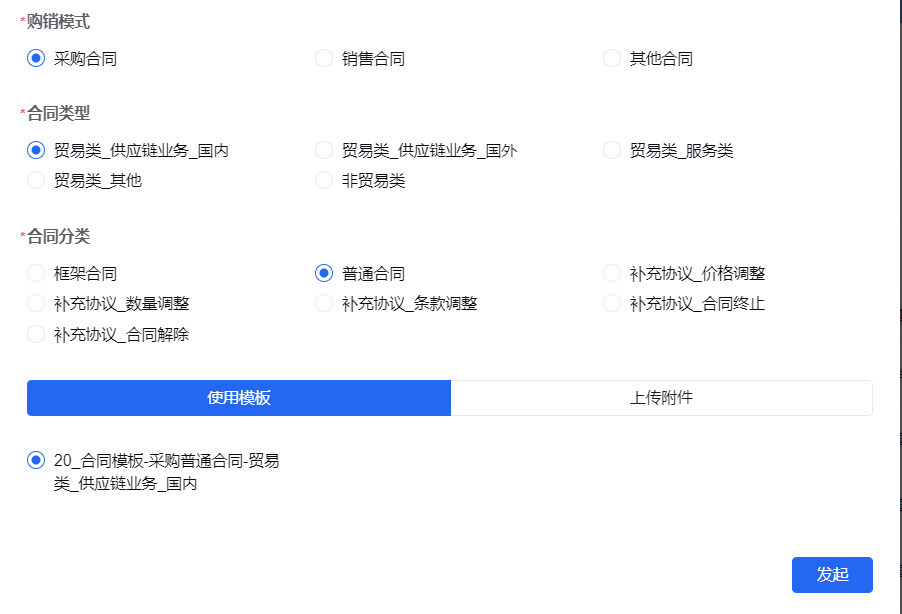 *购销模式
采购合同 销售合同 其他合同
*合同类型
贸易类_供应链业务_国内 贸易类_供应链业务_国外 贸易类_服务类
贸易类_其他 非贸易类
*合同分类
框架合同 普通合同 补充协议_价格调整
补充协议_数量调整 补充协议_条款调整 补充协议_合同终止
补充协议_合同解除
使用模板 上传附件
20_合同模板-采购普通合同-贸易
类_供应链业务_国内
发起